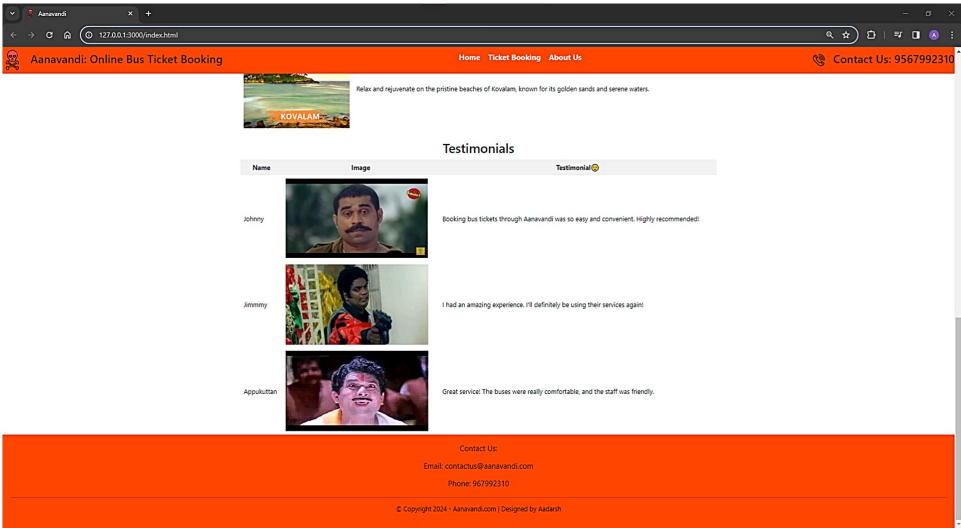 Aanavandi
127.0.0.1:3000/index.html
A
Aanavandi: Online Bus Ticket Booking
Home Ticket Booking About Us
Contact Us: 9567992310
KOVALAM
Relax and rejuvenate on the pristine beaches of Kovalam, known for its golden sands and serene waters.
Testimonials
Name Image Testimonial😊
Johnny
Booking bus tickets through Aanavandi was so easy and convenient. Highly recommended!
Jimmmy
I had an amazing experience. I'll definitely be using their services again!
Appukuttan
Great service! The buses were really comfortable, and the staff was friendly.
Contact Us:
Email: contactus@aanavandi.com
Phone: 967992310
© Copyright 2024 - Aanavandi.com | Designed by Aadarsh